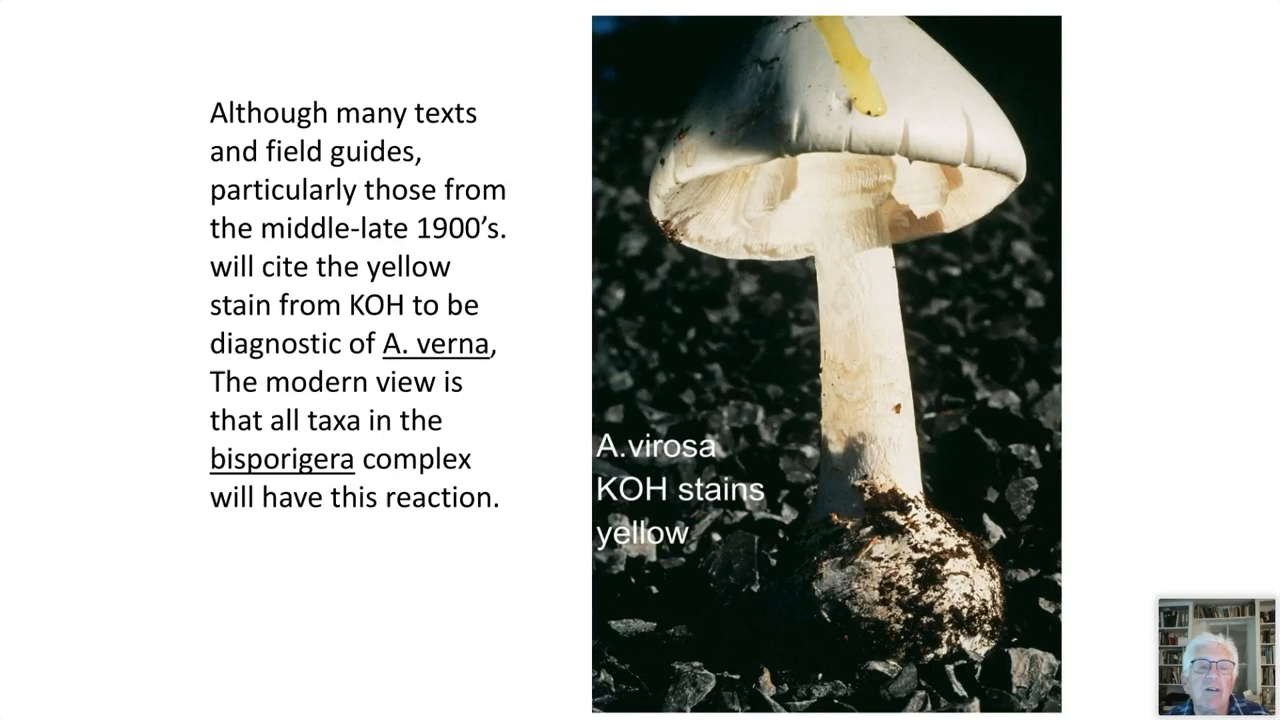 Although many texts
and field guides,
particularly those from
the middle-late 1900’s.
will cite the yellow
stain from KOH to be
diagnostic of A. verna,
The modern view is
that all taxa in the
bisporigera complex
will have this reaction.
A.virosa
KOH stains
yellow